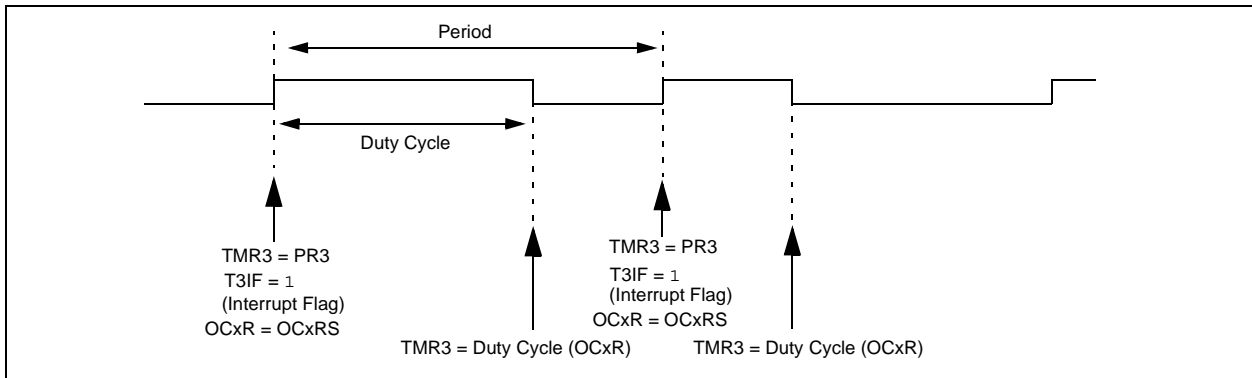 Period
Duty Cycle
TMR3 = PR3
T3IF = 1
(Interrupt Flag)
OCxR = OCxRS
TMR3 = Duty Cycle (OCxR)
TMR3 = PR3
T3IF = 1
(Interrupt Flag)
OCxR = OCxRS
TMR3 = Duty Cycle (OCxR)